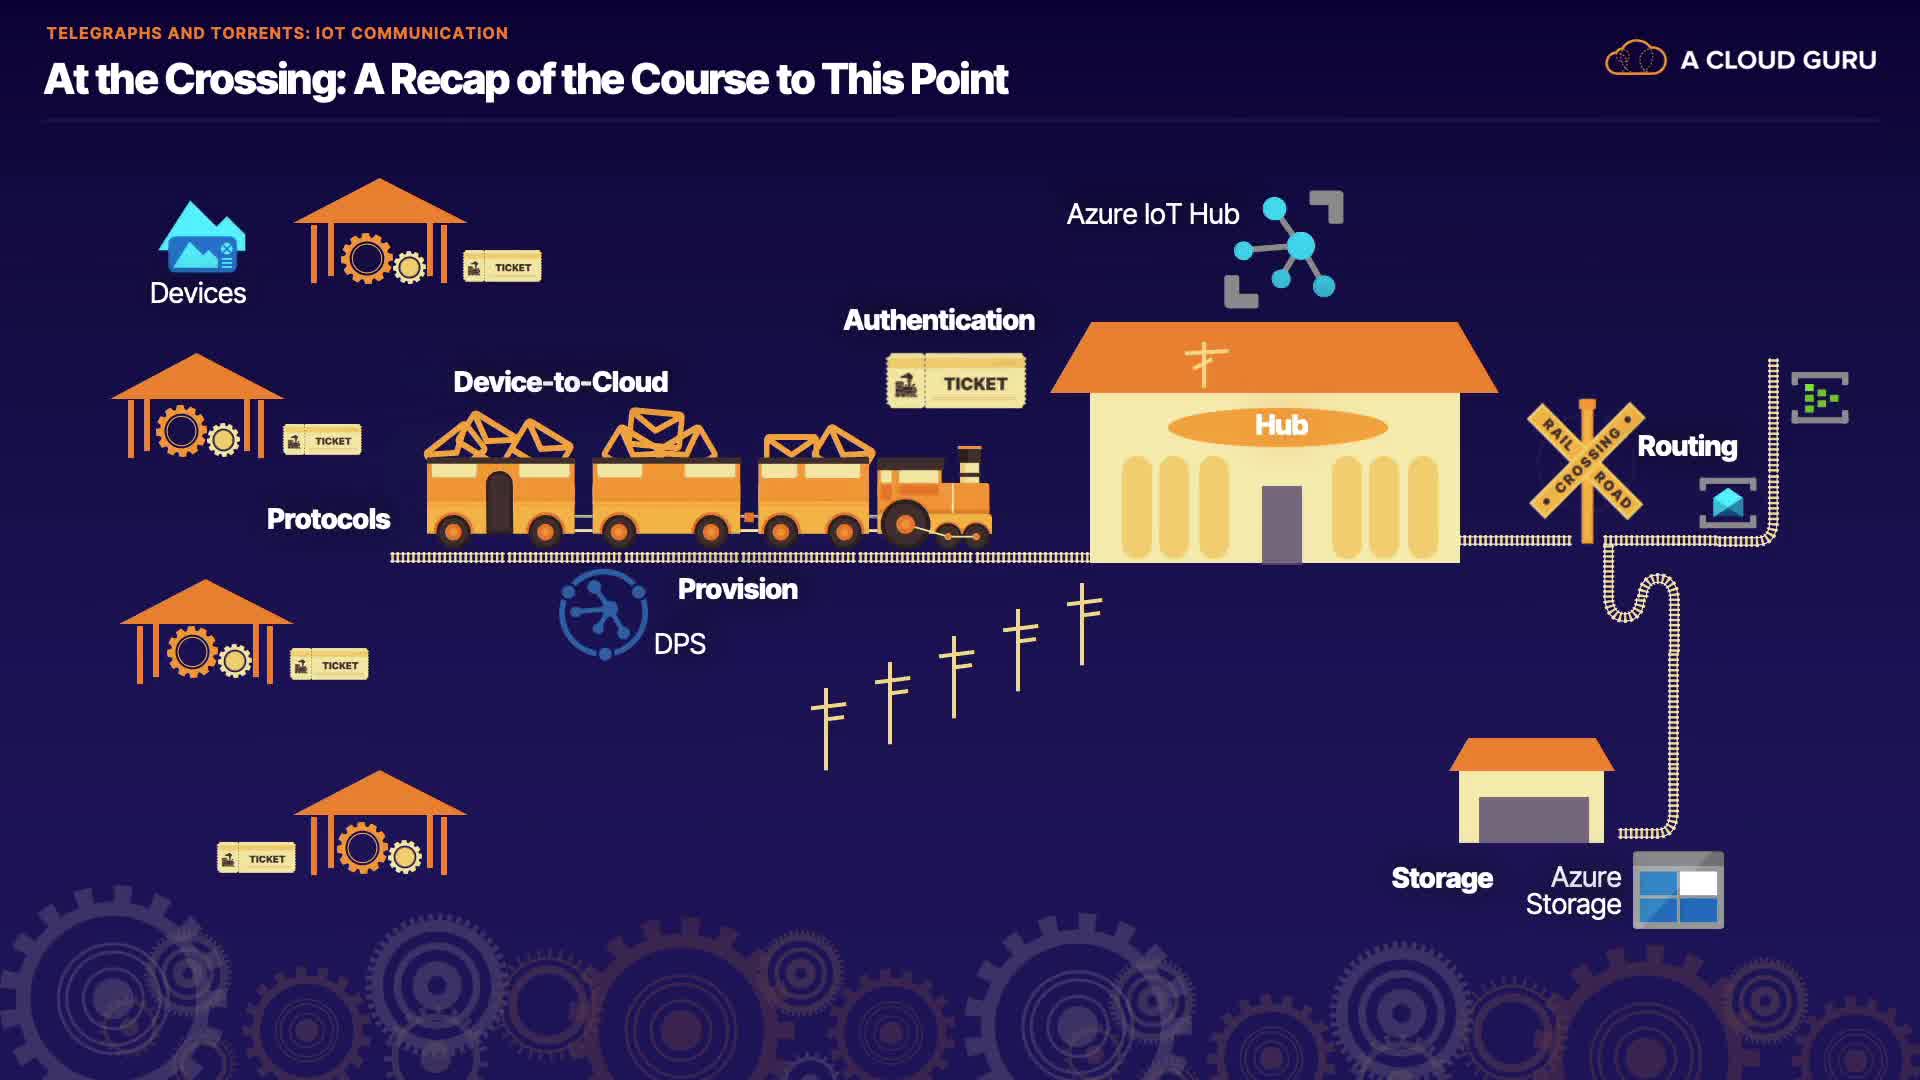 TELEGRAPHS AND TORRENTS: IOT COMMUNICATION
At the Crossing: A Recap of the Course to This Point
A CLOUD GURU
Devices
TICKET
Azure IoT Hub
Authentication
TICKET
Device-to-Cloud
Hub
TICKET
RAIL ROAD
CROSSING
Routing
Protocols
Provision
DPS
TICKET
TICKET
Storage
Azure
Storage